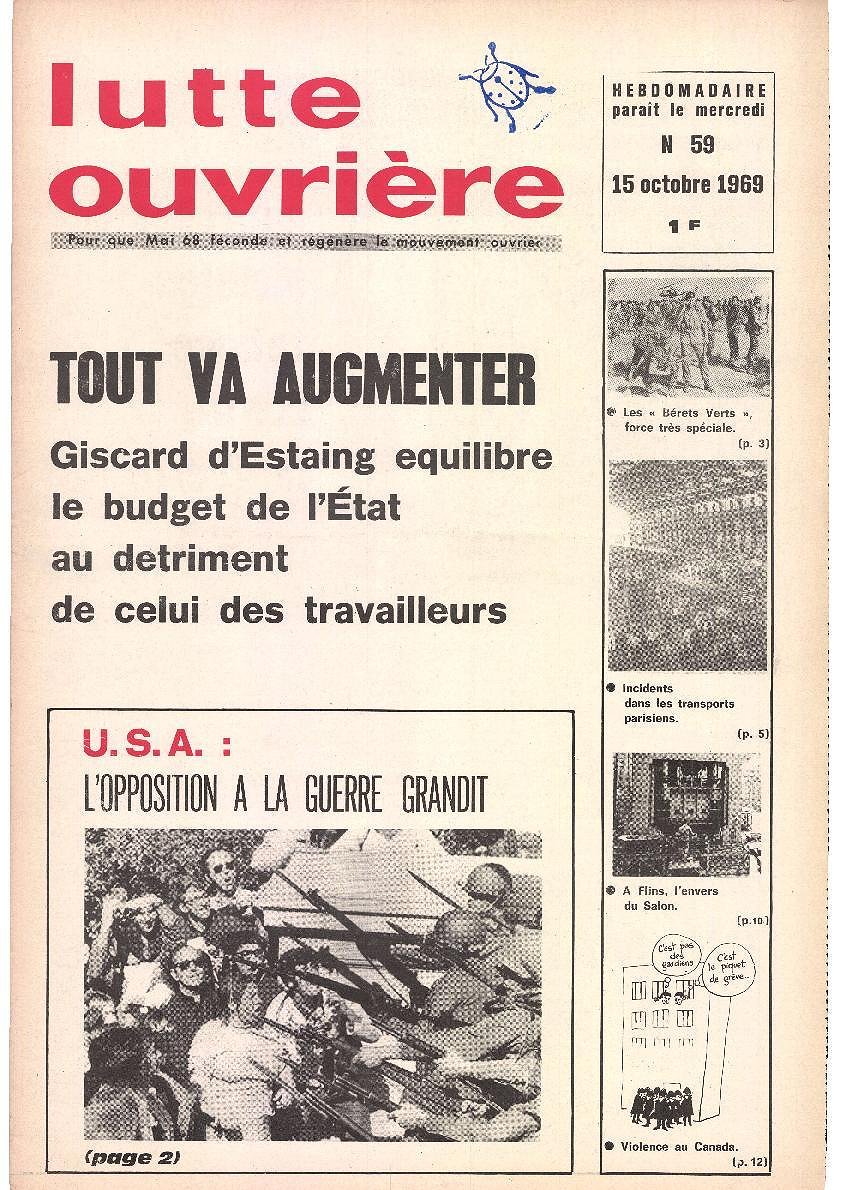 lutte
ouvrière
Pour que Mai 68 féconde et régénère le mouvement ouvrier
HEBDOMADAIRE
parait le mercredi
N 59
15 octobre 1969
1 F
TOUT VA AUGMENTER
Giscard d'Estaing equilibre
le budget de l'État
au detriment
de celui des travailleurs
U.S.A. :
L'OPPOSITION A LA GUERRE GRANDIT
(page 2)
● Les « Bérets Verts »,
force très spéciale.
(p. 3)
● Incidents
dans les transports
parisiens.
(p. 5)
● A Flins, l'envers
du Salon.
(p.10.)
C'est pas
des
gardiens
C'est
le piquet
de grève..
● Violence au Canada.
(p. 12)